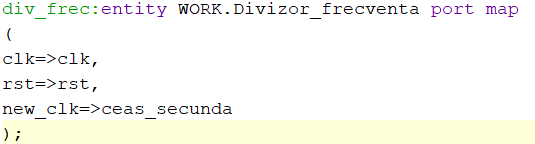 div_frec:entity WORK.Divizor_frecventa port map
(
clk=>clk,
rst=>rst,
new_clk=>ceas_secunda
);